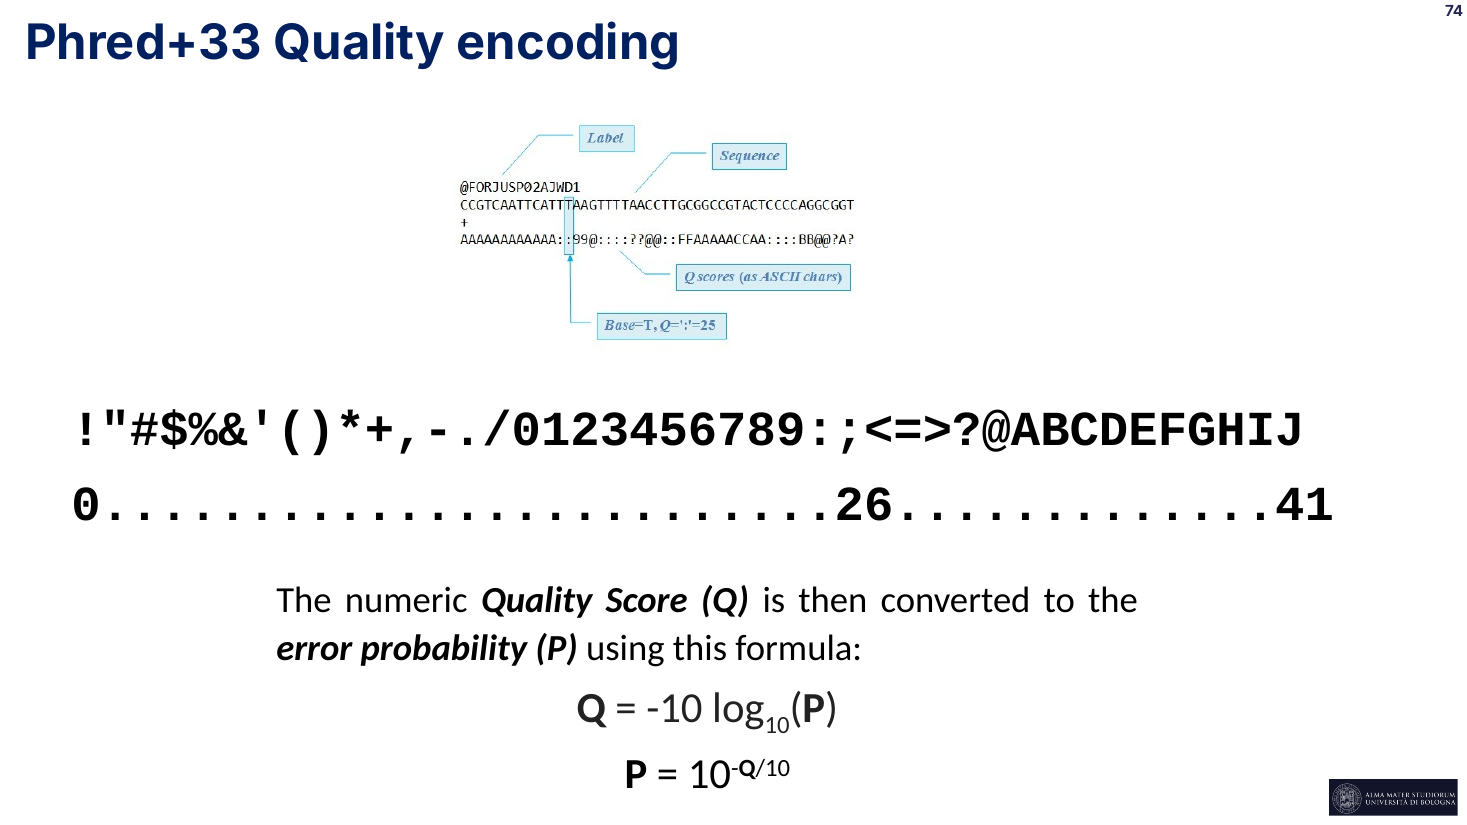 74
Phred+33 Quality encoding
Label
Sequence
@FORJUSP02AJWD1
CCGTCAATTCATTTAAGTTTTAACCTTGCGGCCGTACTCCCCAGGCGGT
+
AAAAAAAAAAAA::99@::::??@@::FFAAAAACCAA::::BB@@?A?
Q scores (as ASCII chars)
Base=T, Q=':'=25
!"#$%&'()*+,-./0123456789:;<=>?@ABCDEFGHIJ
0.........................26.............41
The numeric Quality Score (Q) is then converted to the
error probability (P) using this formula:
Q = -10 log10(P)
P = 10-Q/10
ALMA MATER STUDIORUM
UNIVERSITÀ DI BOLOGNA